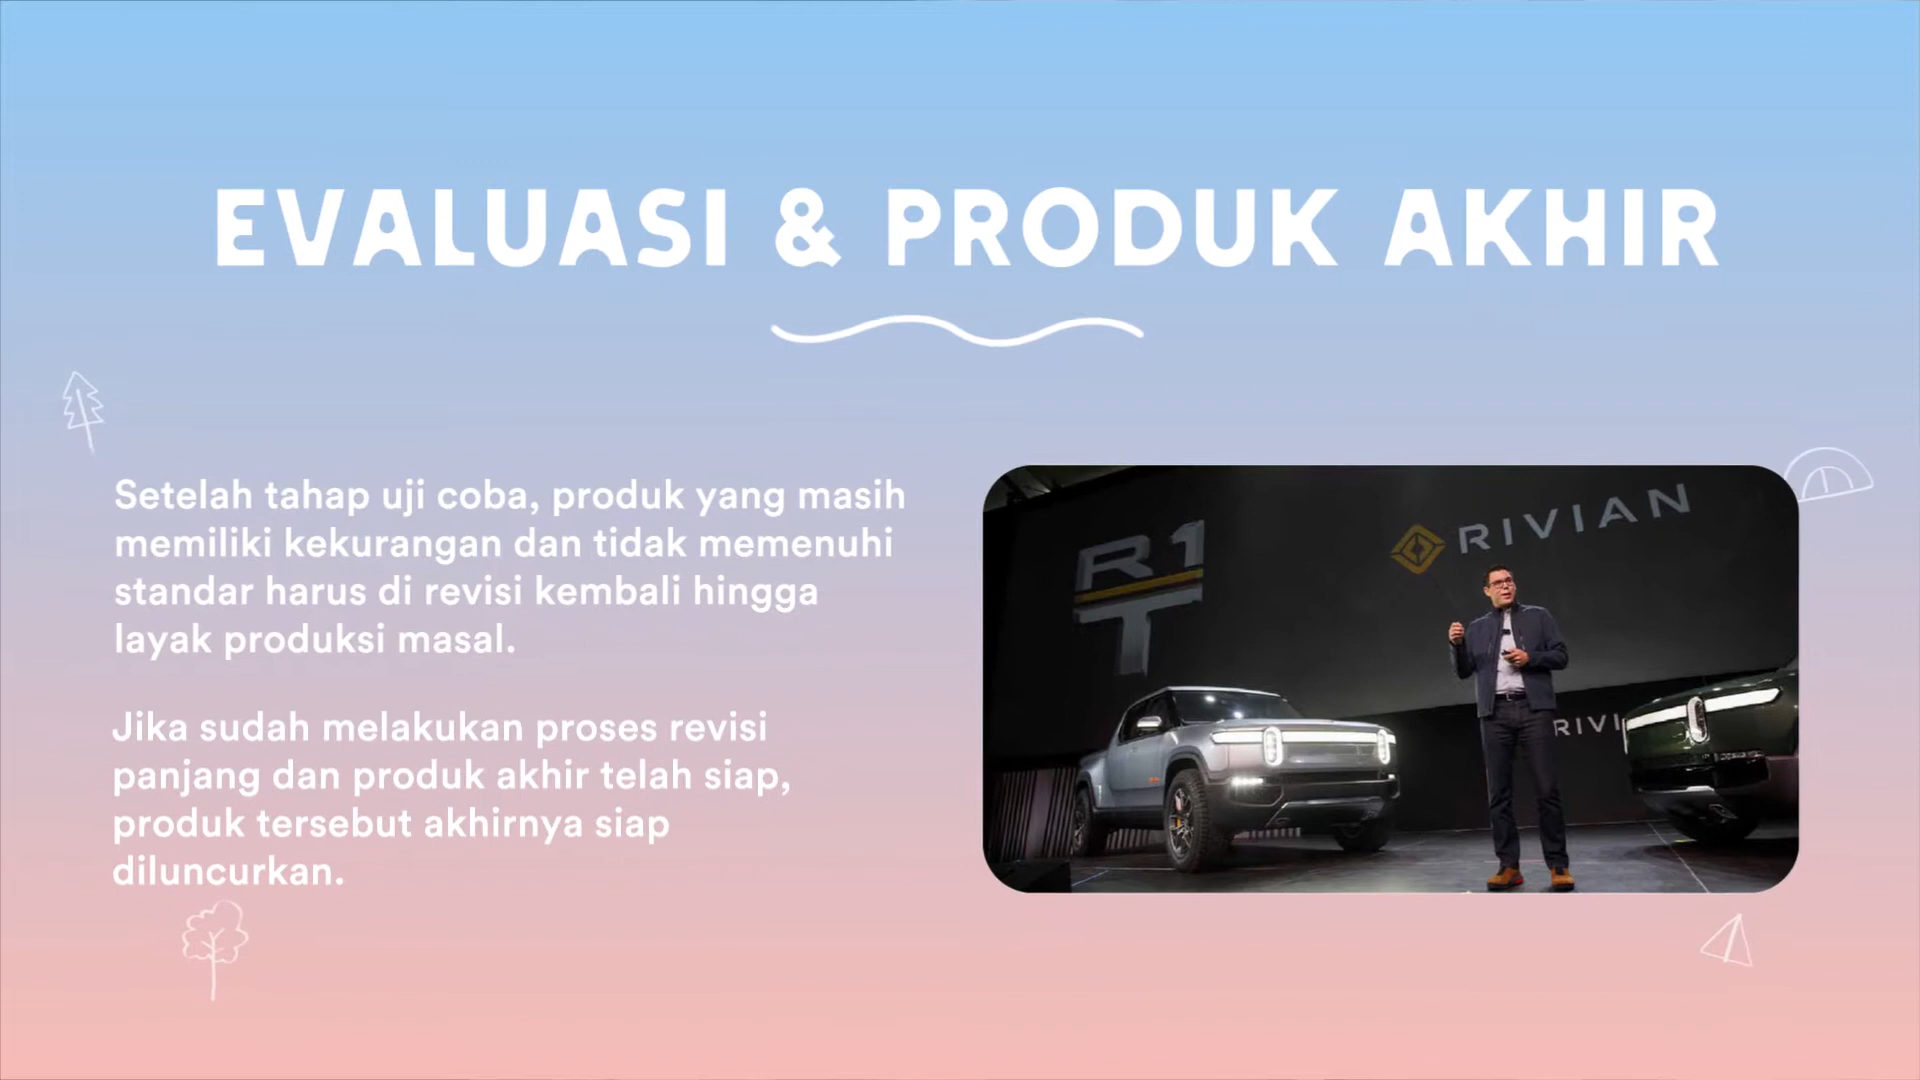 EVALUASI & PRODUK AKHIR
Setelah tahap uji coba, produk yang masih
memiliki kekurangan dan tidak memenuhi
standar harus di revisi kembali hingga
layak produksi masal.
Jika sudah melakukan proses revisi
panjang dan produk akhir telah siap,
produk tersebut akhirnya siap
diluncurkan.
R1
T
RIVIAN
RIVI